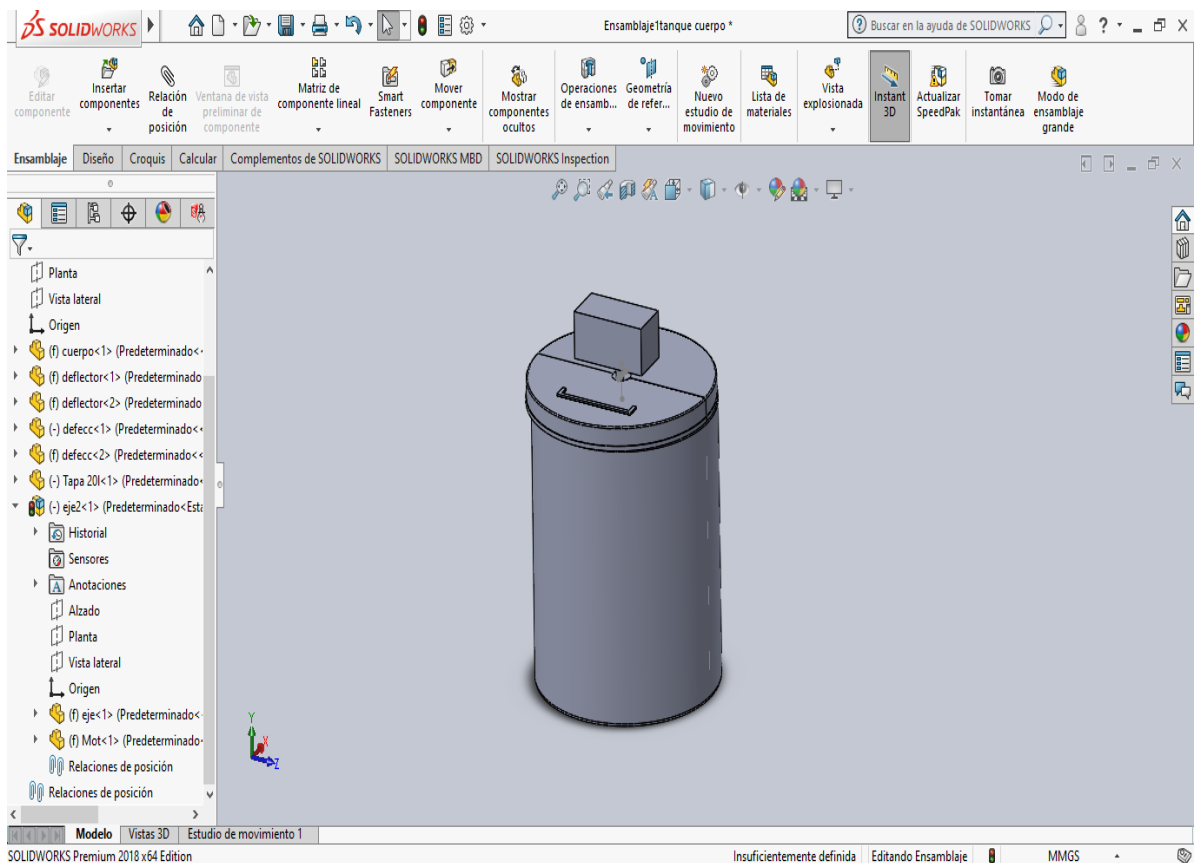 SOLIDWORKS
Ensamblaje1tanque cuerpo *
Buscar en la ayuda de SOLIDWORKS
?
Editar
componente
Insertar
componentes
Relación
de
posición
Ventana de vista
preliminar de
componente
Matriz de
componente lineal
Smart
Fasteners
Mover
componente
Mostrar
componentes
ocultos
Operaciones
de ensamb...
Geometría
de refer...
Nuevo
estudio de
movimiento
Lista de
materiales
Vista
explosionada
Instant
3D
Actualizar
SpeedPak
Tomar
instantánea
Modo de
ensamblaje
grande
Ensamblaje Diseño Croquis Calcular Complementos de SOLIDWORKS SOLIDWORKS MBD SOLIDWORKS Inspection
Planta
Vista lateral
Origen
(f) cuerpo<1> (Predeterminado<
(f) deflector<1> (Predeterminado
(f) deflector<2> (Predeterminado
(-) defecc<1> (Predeterminado<
(f) defecc<2> (Predeterminado<<
(-) Tapa 20l<1> (Predeterminado<
(-) eje2<1> (Predeterminado<Esta
Historial
Sensores
A Anotaciones
Alzado
Planta
Vista lateral
Origen
(f) eje<1> (Predeterminado<
(f) Mot<1> (Predeterminado
Relaciones de posición
Relaciones de posición
Y
X
Z
Modelo Vistas 3D Estudio de movimiento 1
SOLIDWORKS Premium 2018 x64 Edition Insuficientemente definida Editando Ensamblaje MMGS